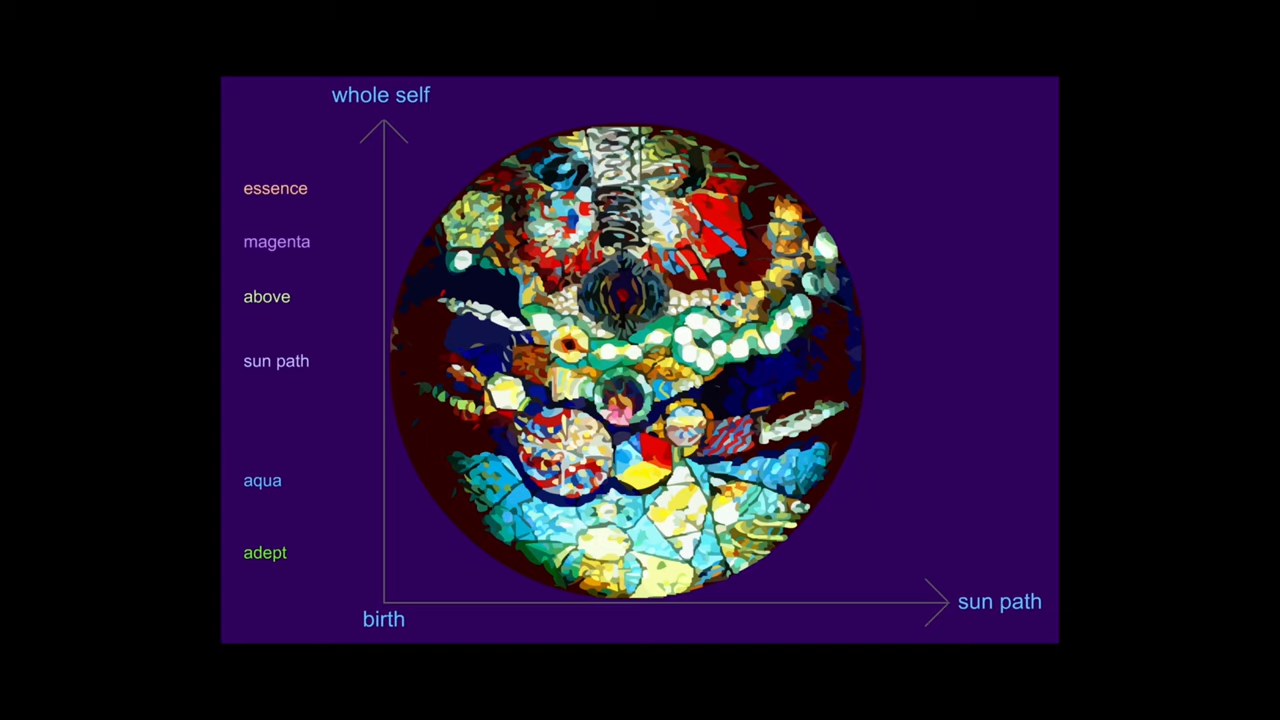 whole self
essence
magenta
above
sun path
aqua
adept
sun path
birth